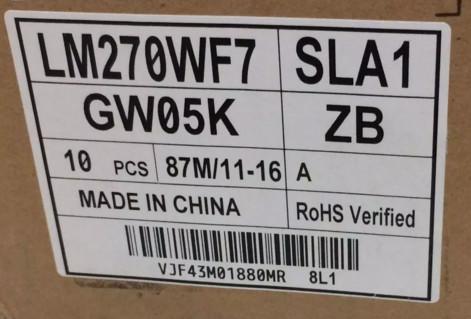 LM270WF7 SLA1
GW05K ZB
10 PCS 87M/11-16 A
MADE IN CHINA RoHS Verified
VJF43M01880MR 8L1